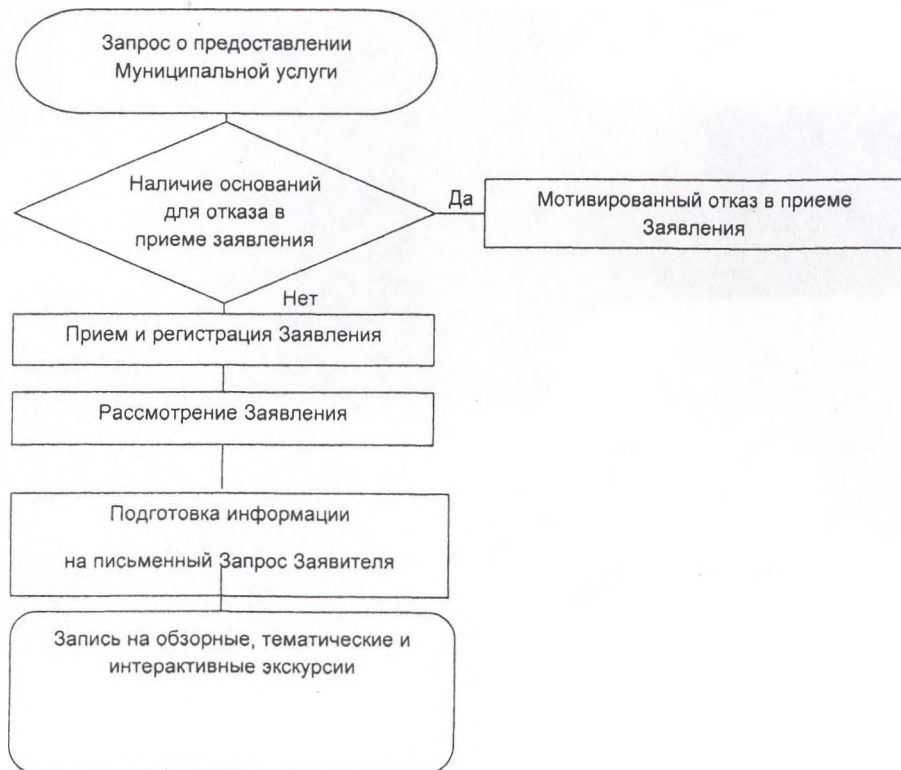 Запрос о предоставлении
Муниципальной услуги
Наличие оснований
для отказа в
приеме заявления
Да
Мотивированный отказ в приеме
Заявления
Нет
Прием и регистрация Заявления
Рассмотрение Заявления
Подготовка информации
на письменный Запрос Заявителя
Запись на обзорные, тематические и
интерактивные экскурсии